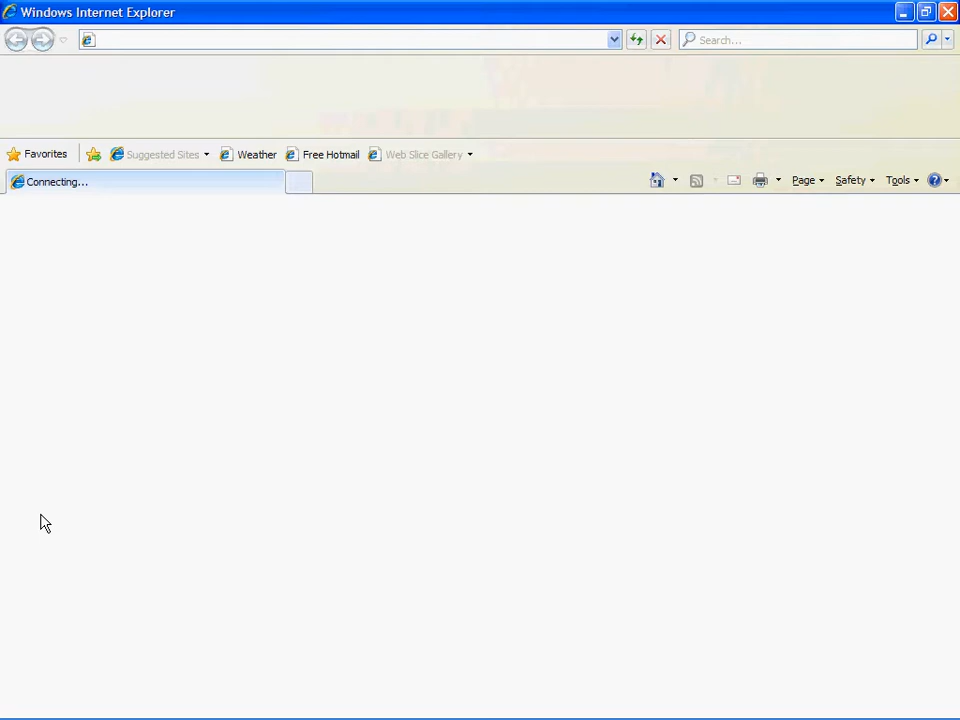 Windows Internet Explorer
Search...
Favorites Suggested Sites Weather Free Hotmail Web Slice Gallery
Connecting... Page Safety Tools